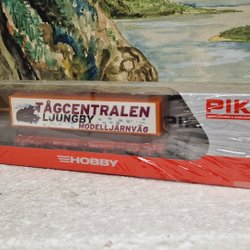 TÅGCENTRALEN
LJUNGBY
MODELLJÄRNVÄG
PIK
HOBBY